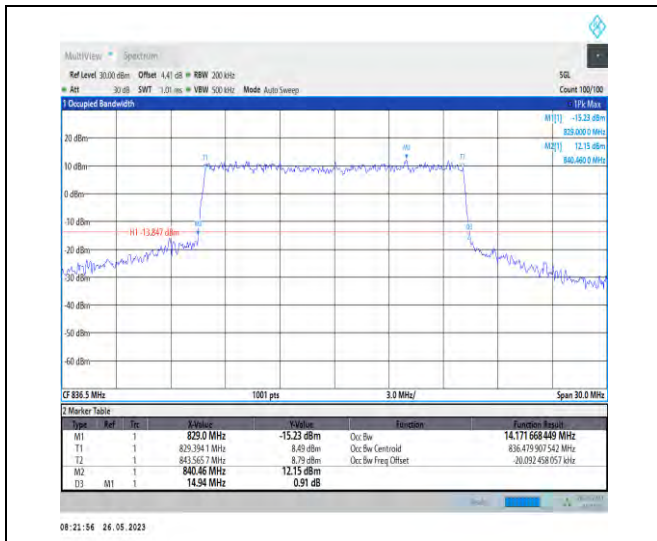 MultiView Spectrum
Ref Level 30.00 dBm Offset 4.41 dB RBW 200 kHz SGL
Att 30 dB SWT 1.01 ms VBW 500 kHz Mode Auto Sweep Count 100/100
1 Occupied Bandwidth 1Pk Max
M1[1] -15.23 dBm
829.000 0 MHz
M2[1] 12.15 dBm
840.460 0 MHz
20 dBm
10 dBm
0 dBm
-10 dBm
-20 dBm
-30 dBm
-40 dBm
-50 dBm
-60 dBm
T1
M2
T2
M1
D3
H1 -13.847 dBm
CF 836.5 MHz 1001 pts 3.0 MHz/ Span 30.0 MHz
2 Marker Table
Type Ref Trc X-Value Y-Value Function Function Result
M1 1 829.0 MHz -15.23 dBm Occ Bw 14.171 668 449 MHz
T1 1 829.394 1 MHz 8.49 dBm Occ Bw Centroid 836.479 907 542 MHz
T2 1 843.565 7 MHz 8.79 dBm Occ Bw Freq Offset -20.092 458 057 kHz
M2 1 840.46 MHz 12.15 dBm
D3 M1 1 14.94 MHz 0.91 dB
08:21:56 26.05.2023